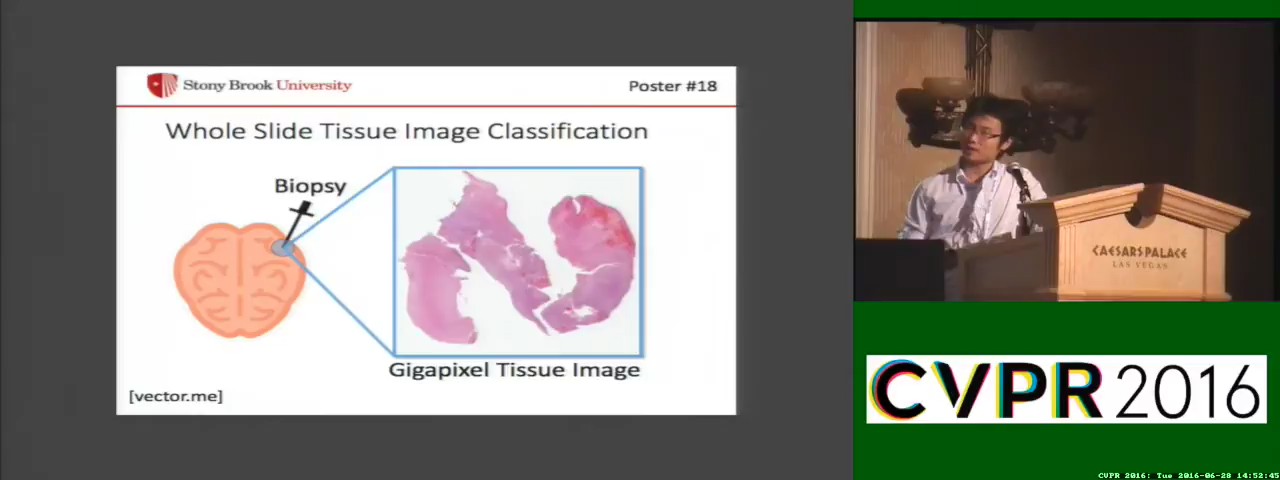 Stony Brook University
Poster #18
Whole Slide Tissue Image Classification
Biopsy
Gigapixel Tissue Image
[vector.me]
CAESARS PALACE
LAS VEGAS
CVPR 2016
CVPR 2016: Tue 2016-06-28 14:52:45